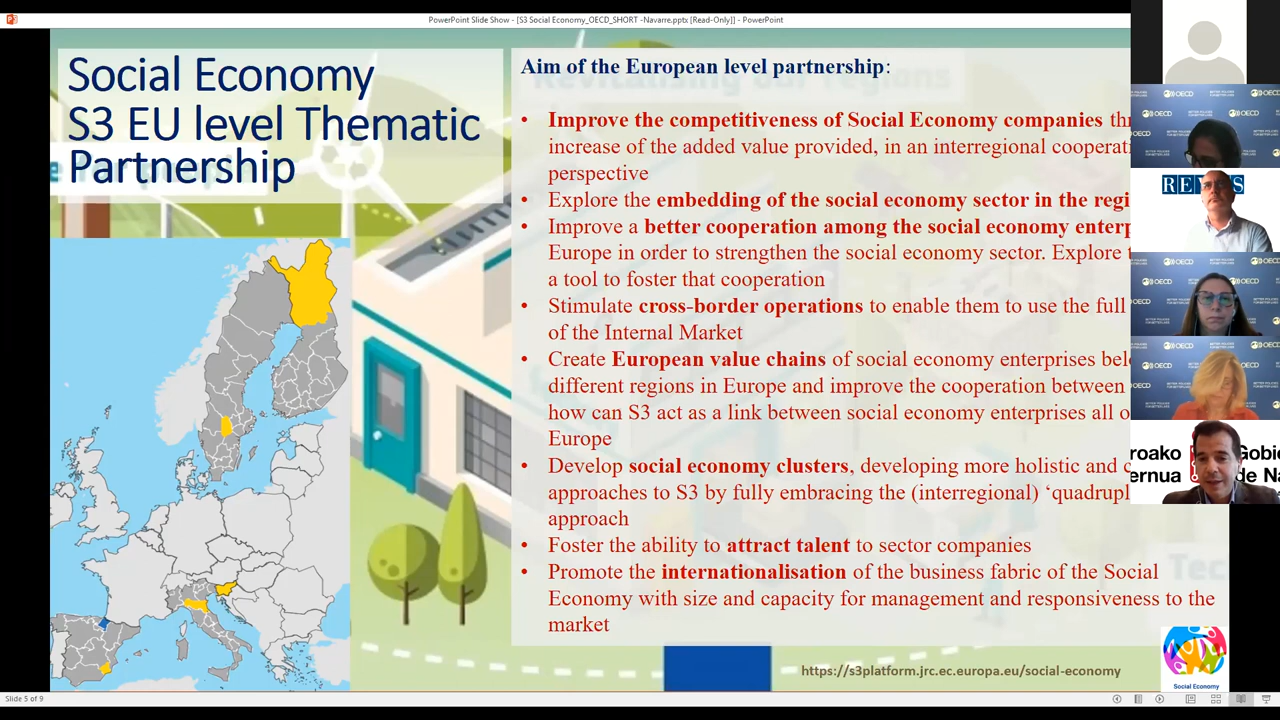 PowerPoint Slide Show - [S3 Social Economy_OECD_SHORT -Navarre.pptx [Read-Only]] - PowerPoint
Social Economy
S3 EU level Thematic
Partnership
Aim of the European level partnership:
• Improve the competitiveness of Social Economy companies
increase of the added value provided, in an interregional
perspective
• Explore the embedding of the social economy sector in the
• Improve a better cooperation among the social economy
Europe in order to strengthen the social economy sector. Explore
a tool to foster that cooperation
• Stimulate cross-border operations to enable them to use the full
of the Internal Market
• Create European value chains of social economy enterprises
different regions in Europe and improve the cooperation between
how can S3 act as a link between social economy enterprises all
Europe
• Develop social economy clusters, developing more holistic and
approaches to S3 by fully embracing the (interregional)
approach
• Foster the ability to attract talent to sector companies
• Promote the internationalisation of the business fabric of the Social
Economy with size and capacity for management and responsiveness to the
market
https://s3platform.jrc.ec.europa.eu/social-economy
Social Economy
OECD
OECD
OECD
roako
ernua
Gobi
de Na
Slide 5 of 9